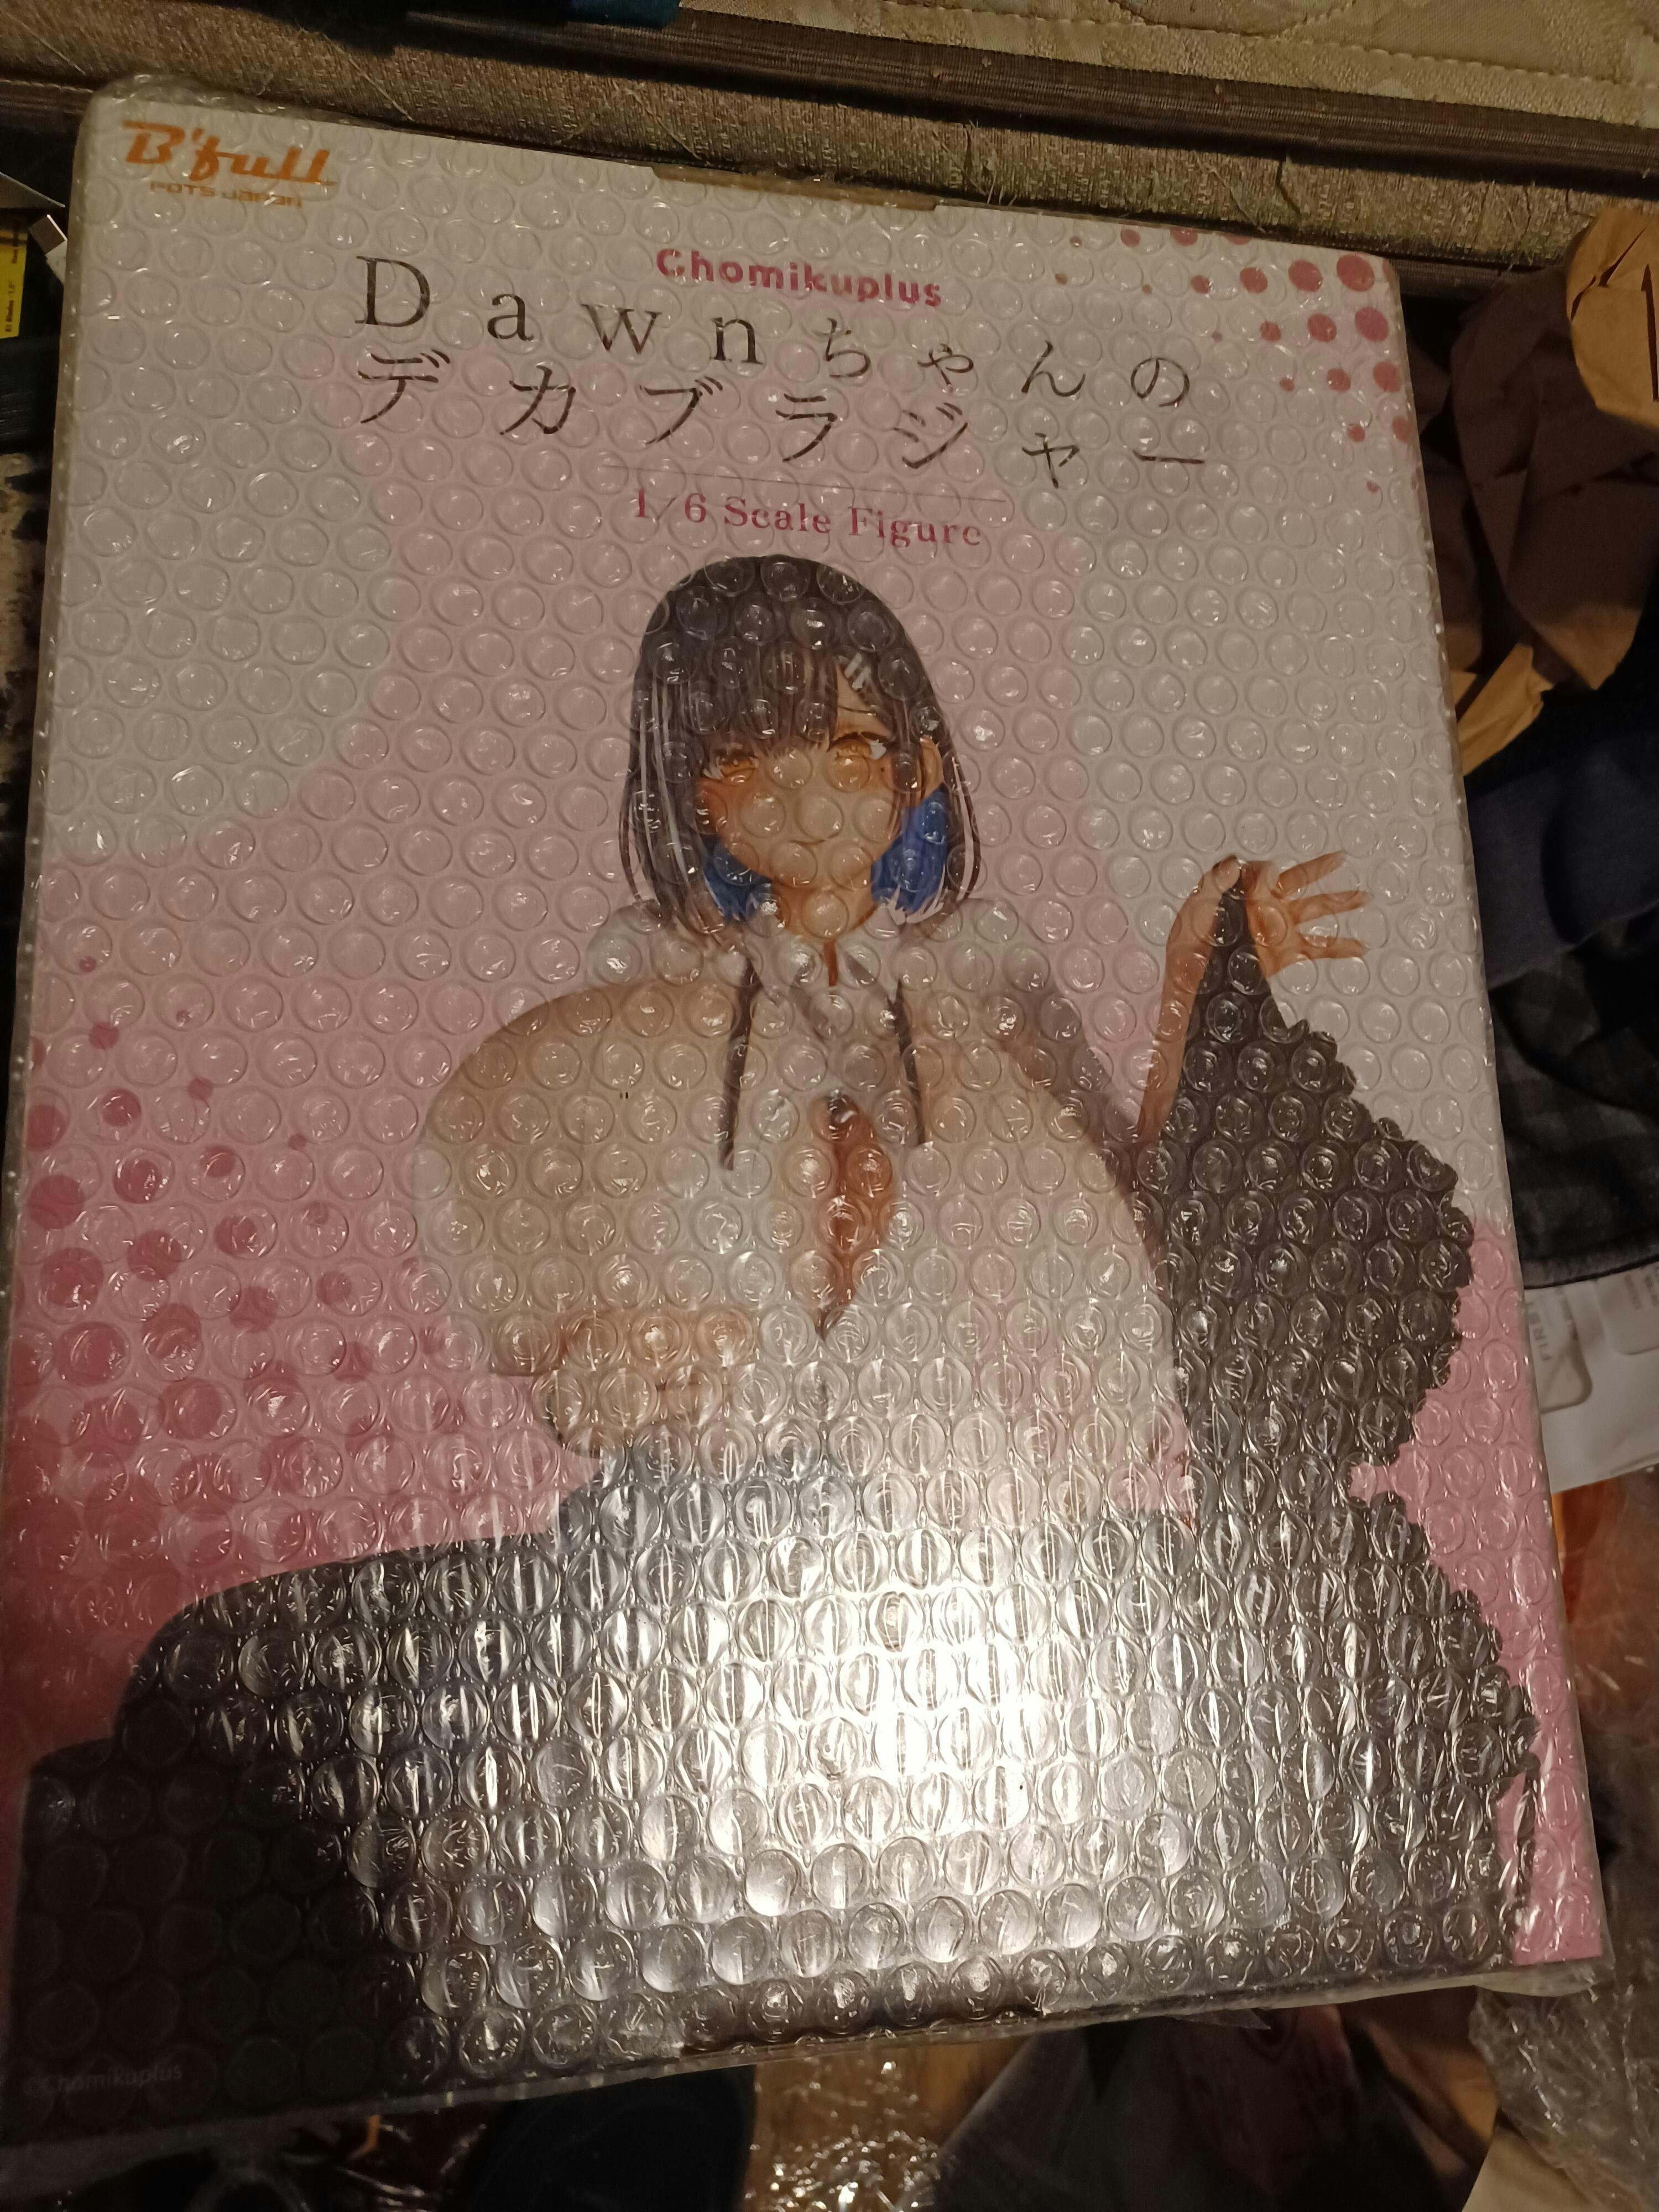 B'full
FOTS JAPAN
Chomikuplus
Dawnちゃんの
デカブラジャー
1/6 Scale Figure
©Chomikuplus